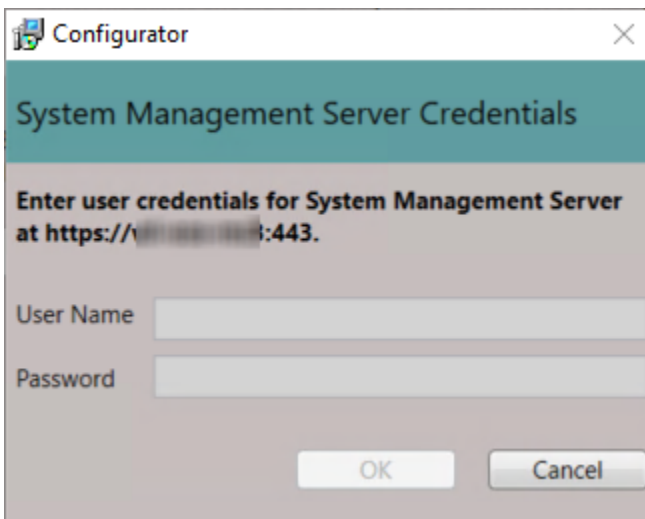 Configurator
System Management Server Credentials
Enter user credentials for System Management Server
at https:// :443.
User Name
Password
OK
Cancel